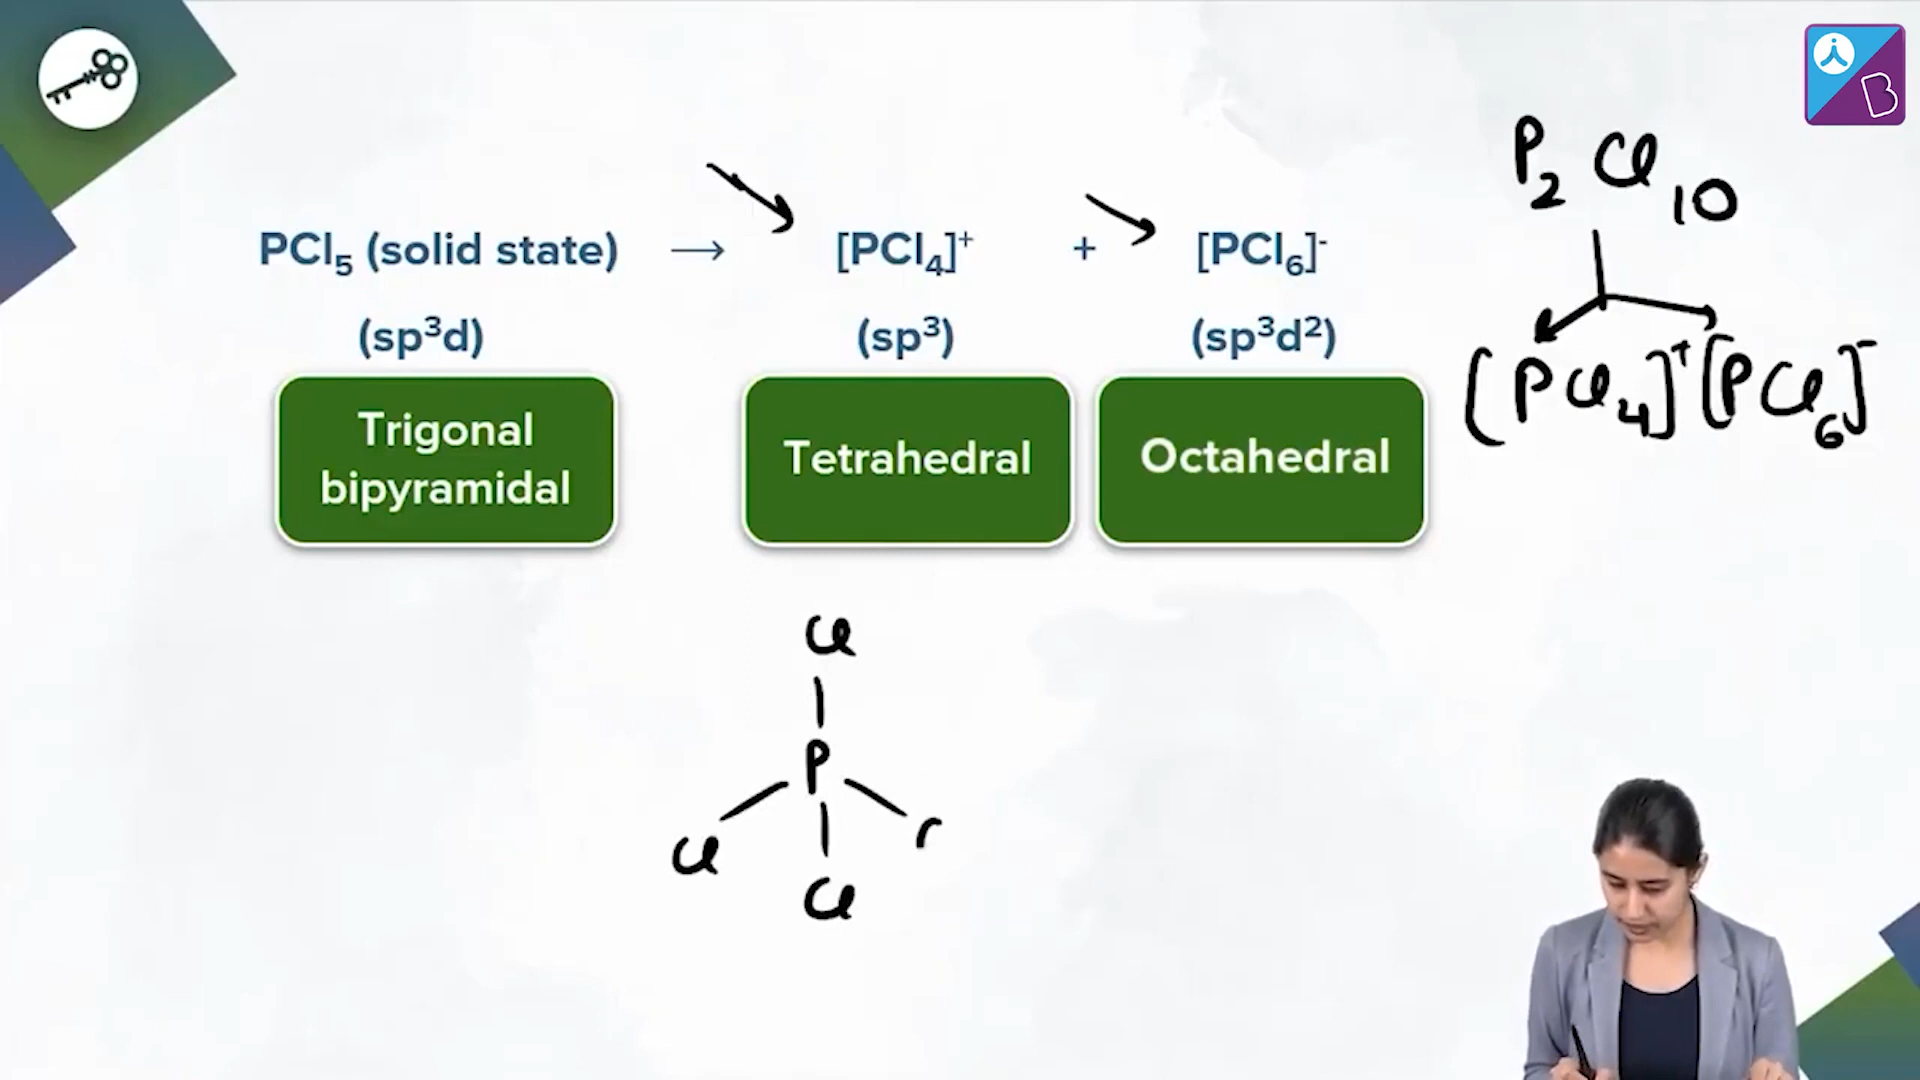 PCl₅ (solid state) → [PCl₄]⁺ + [PCl₆]⁻
(sp³d) (sp³) (sp³d²)
Trigonal
bipyramidal
Tetrahedral
Octahedral
P₂ Cl₁₀
[PCl₄]⁺ [PCl₆]⁻
Cl
P
Cl
Cl
B